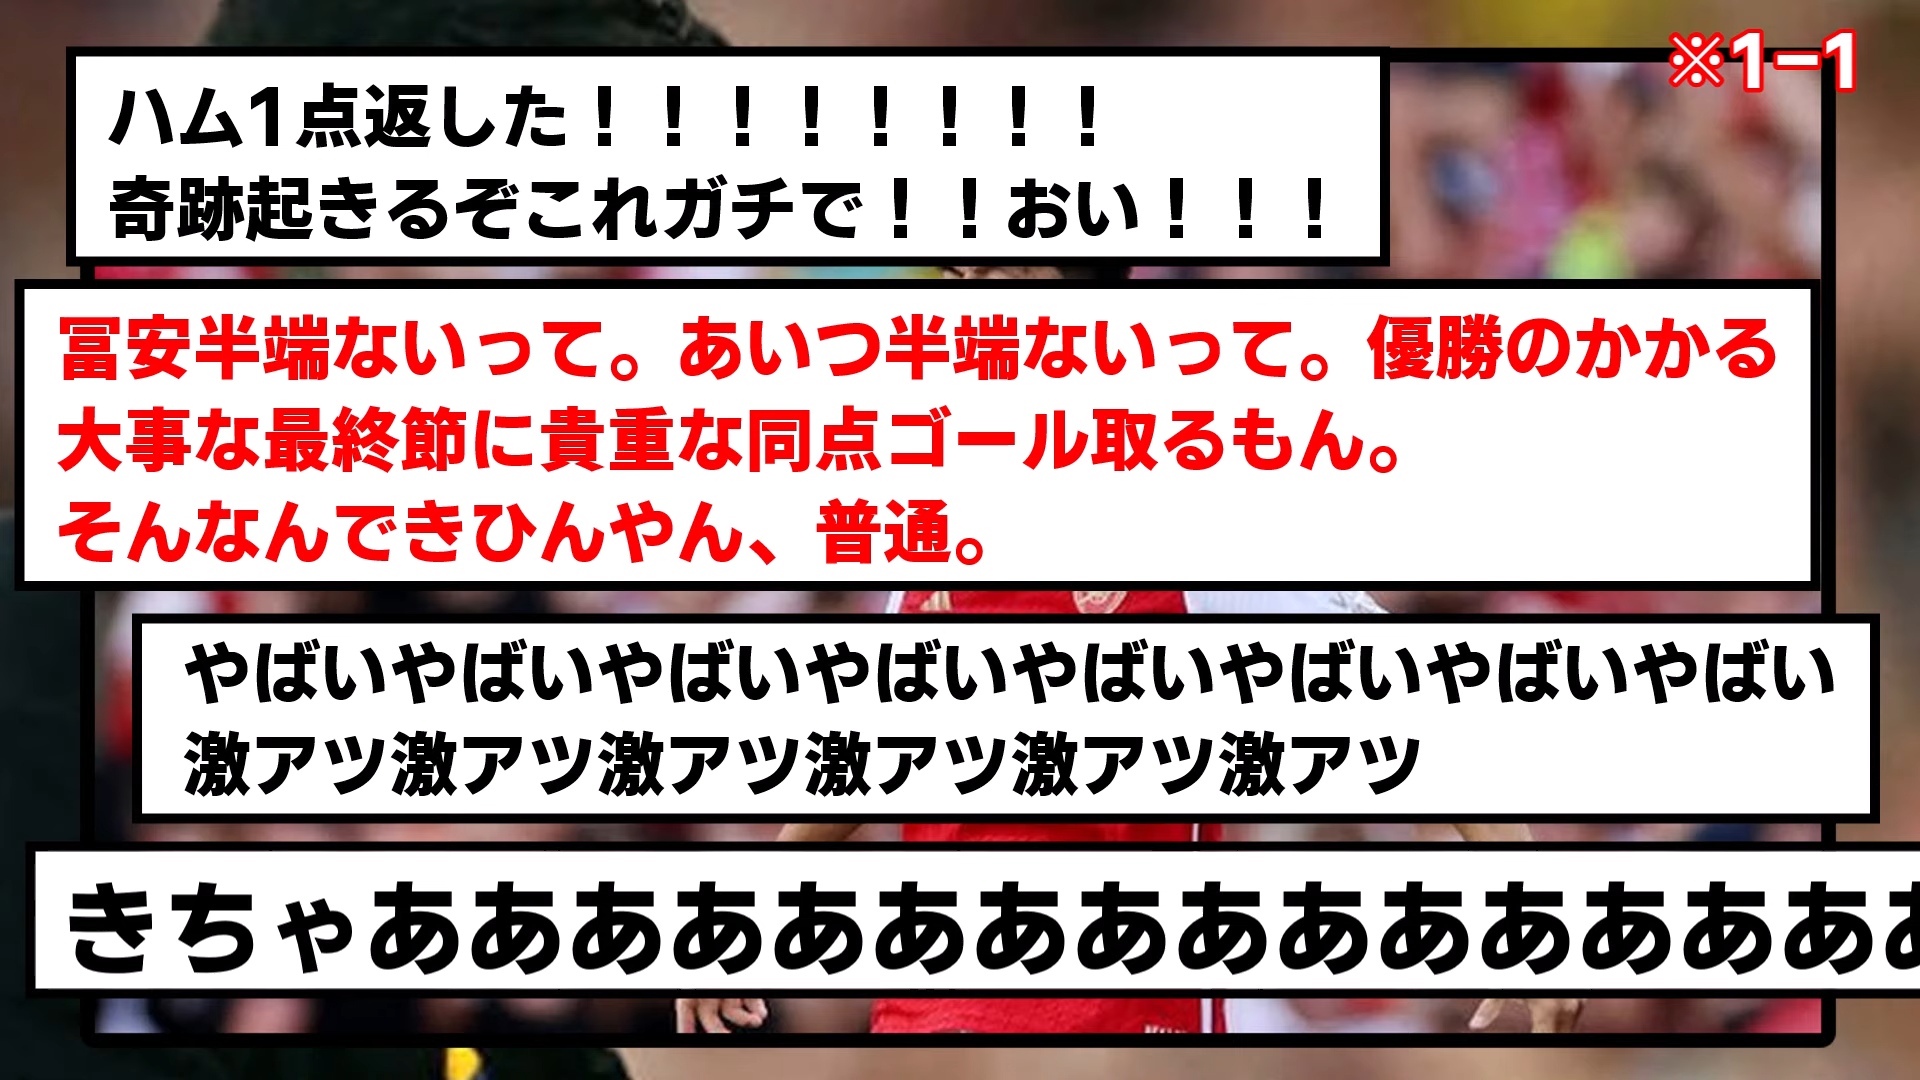 ※1−1
ハム1点返した！！！！！！！！
奇跡起きるぞこれガチで！！おい！！！
冨安半端ないって。あいつ半端ないって。優勝のかかる
大事な最終節に貴重な同点ゴール取るもん。
そんなんできひんやん、普通。
やばいやばいやばいやばいやばいやばいやばいやばい
激アツ激アツ激アツ激アツ激アツ激アツ
きちゃああああああああああああああああ